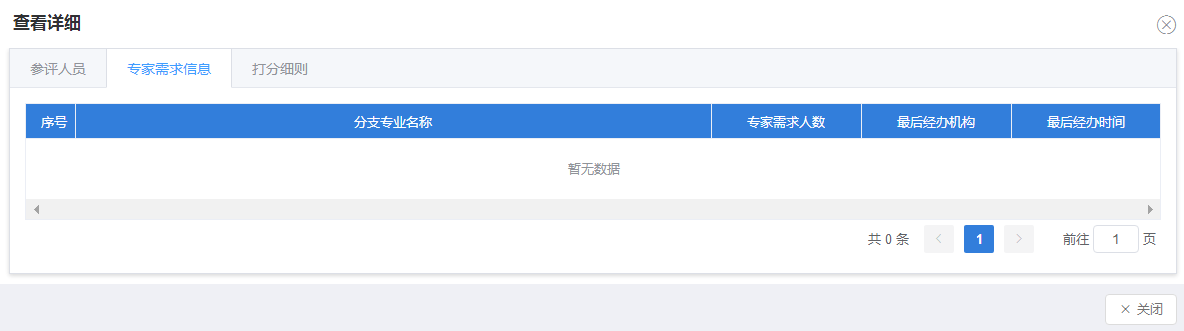 查看详细
参评人员 专家需求信息 打分细则
序号 分支专业名称 专家需求人数 最后经办机构 最后经办时间
暂无数据
共 0 条 1 前往 1 页
关闭